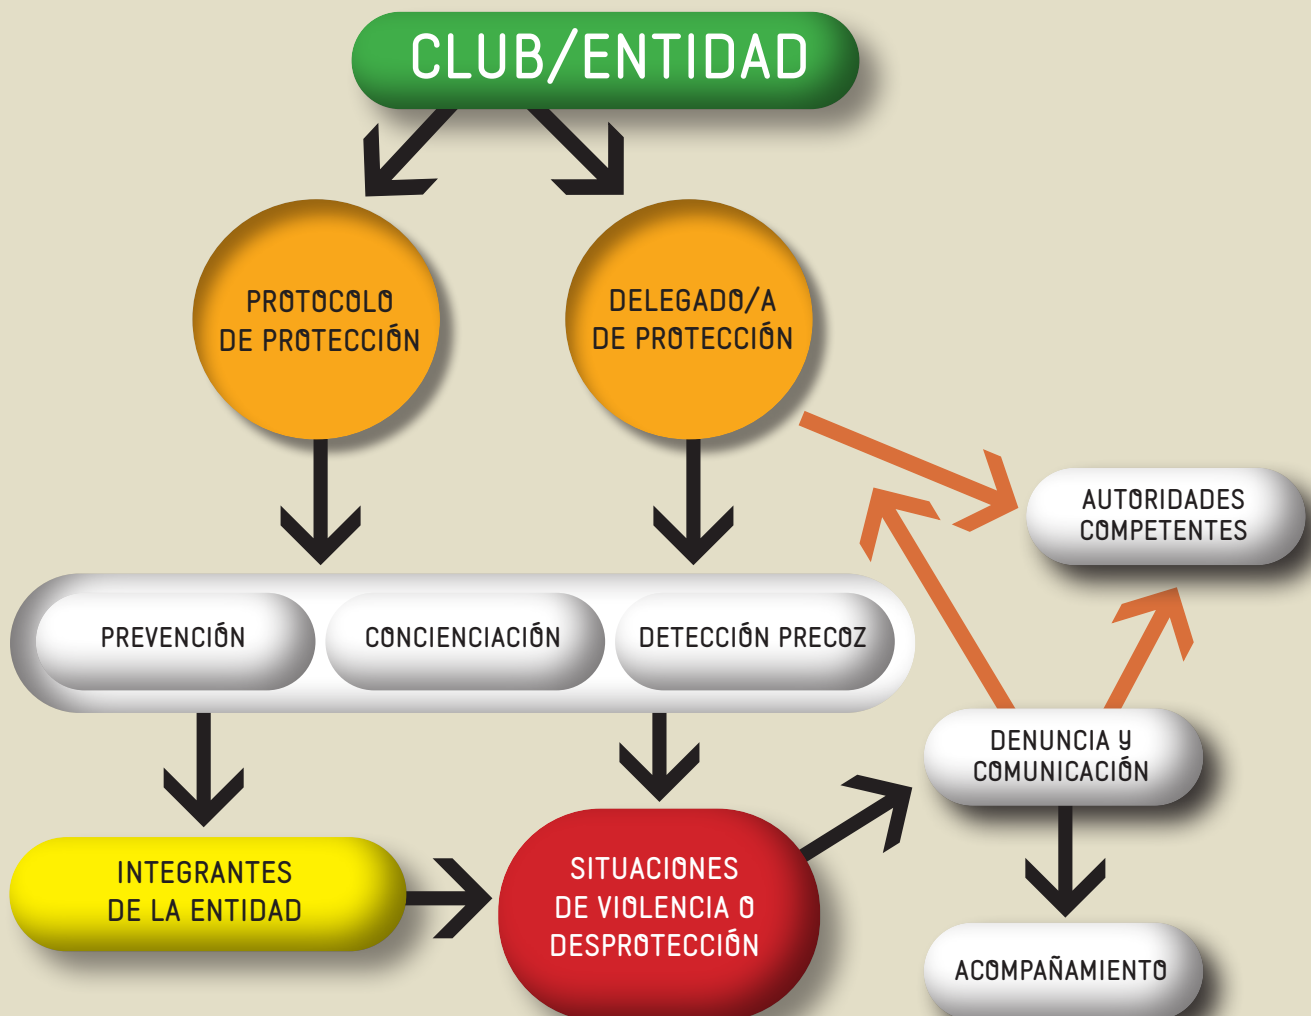 CLUB/ENTIDAD
PROTOCOLO
DE PROTECCIÓN
DELEGADO/A
DE PROTECCIÓN
AUTORIDADES
COMPETENTES
PREVENCIÓN
CONCIENCIACIÓN
DETECCIÓN PRECOZ
DENUNCIA Y
COMUNICACIÓN
INTEGRANTES
DE LA ENTIDAD
SITUACIONES
DE VIOLENCIA O
DESPROTECCIÓN
ACOMPAÑAMIENTO